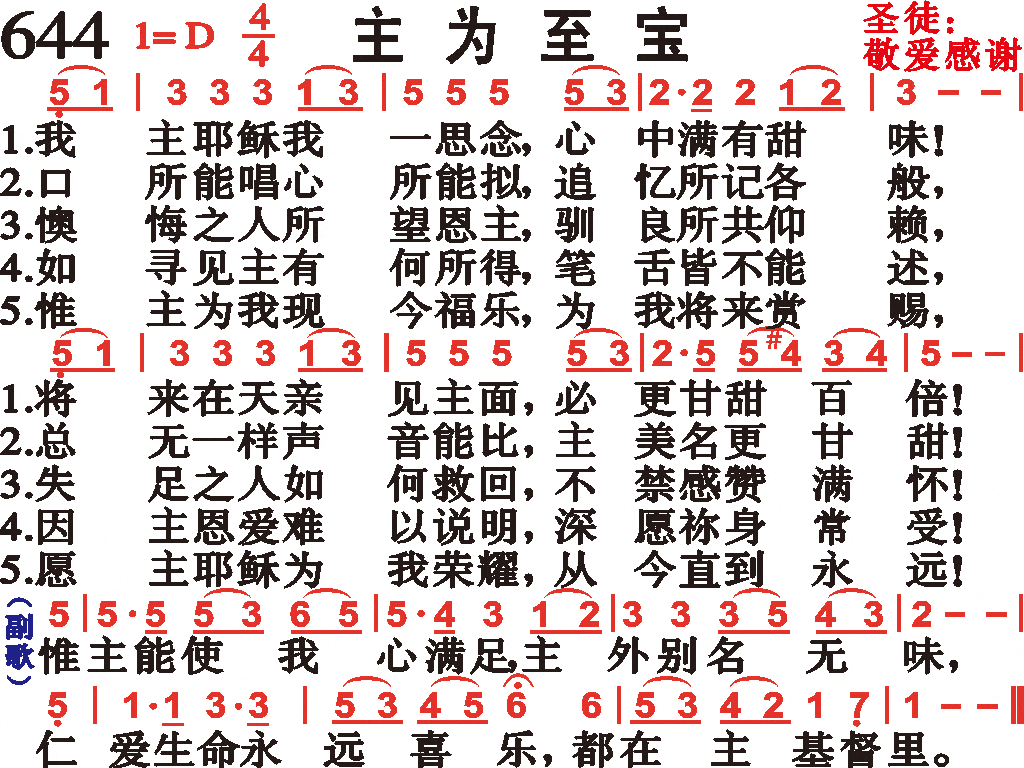 644 1=D 4/4 主为至宝 圣徒：
敬爱感谢
5 1 | 3 3 3 1 3 | 5 5 5 5 3 | 2·2 2 1 2 | 3 - - |
1.我 主耶稣我 一思念，心 中满有甜 味！
2.口 所能唱心 所能拟，追 忆所记各 般，
3.懊 悔之人所 望恩主，驯 良所共仰 赖，
4.如 寻见主有 何所得，笔 舌皆不能 述，
5.惟 主为我现 今福乐，为 我将来赏 赐，
5 1 | 3 3 3 1 3 | 5 5 5 5 3 | 2·5 5 #4 3 4 | 5 - - |
1.将 来在天亲 见主面，必 更甘甜 百 倍！
2.总 无一样声 音能比，主 美名更 甘 甜！
3.失 足之人如 何救回，不 禁感赞 满 怀！
4.因 主恩爱难 以说明，深 愿祢身 常 受！
5.愿 主耶稣为 我荣耀，从 今直到 永 远！
（副歌） 5 | 5·5 5 3 6 5 | 5·4 3 1 2 | 3 3 3 5 4 3 | 2 - - |
惟主能使 我 心满足，主 外别名 无 味，
5 | 1·1 3·3 | 5 3 4 5 6 6 | 5 3 4 2 1 7 | 1 - - ‖
仁 爱生命永 远 喜 乐，都在 主 基督里。